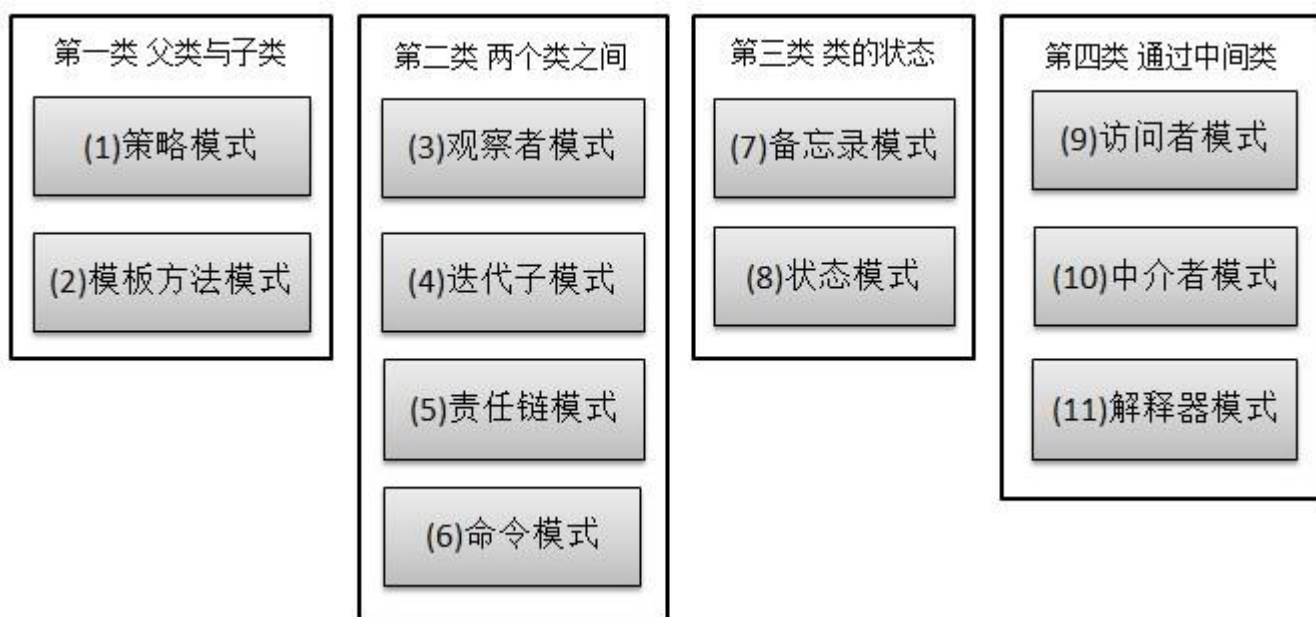 第一类 父类与子类
(1)策略模式
(2)模板方法模式
第二类 两个类之间
(3)观察者模式
(4)迭代子模式
(5)责任链模式
(6)命令模式
第三类 类的状态
(7)备忘录模式
(8)状态模式
第四类 通过中间类
(9)访问者模式
(10)中介者模式
(11)解释器模式